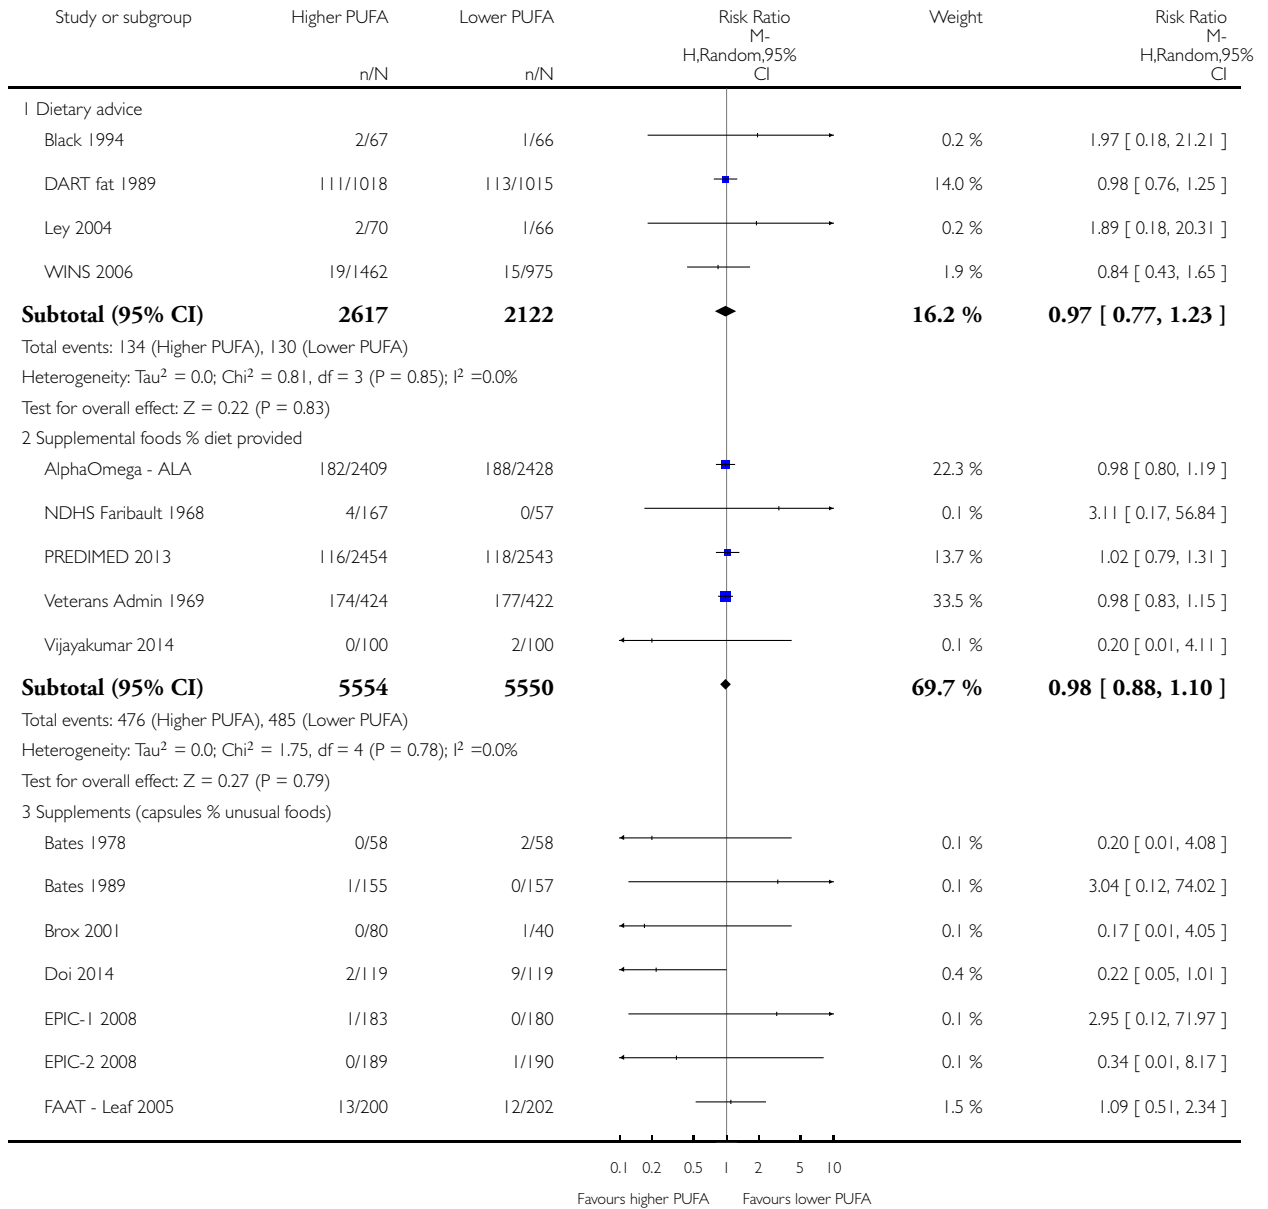 Study or subgroup Higher PUFA Lower PUFA Risk Ratio Weight Risk Ratio
M- M-
H,Random,95% H,Random,95%
n/N n/N CI CI
1 Dietary advice
Black 1994 2/67 1/66 0.2 % 1.97 [ 0.18, 21.21 ]
DART fat 1989 111/1018 113/1015 14.0 % 0.98 [ 0.76, 1.25 ]
Ley 2004 2/70 1/66 0.2 % 1.89 [ 0.18, 20.31 ]
WINS 2006 19/1462 15/975 1.9 % 0.84 [ 0.43, 1.65 ]
Subtotal (95% CI) 2617 2122 16.2 % 0.97 [ 0.77, 1.23 ]
Total events: 134 (Higher PUFA), 130 (Lower PUFA)
Heterogeneity: Tau² = 0.0; Chi² = 0.81, df = 3 (P = 0.85); I² =0.0%
Test for overall effect: Z = 0.22 (P = 0.83)
2 Supplemental foods % diet provided
AlphaOmega - ALA 182/2409 188/2428 22.3 % 0.98 [ 0.80, 1.19 ]
NDHS Faribault 1968 4/167 0/57 0.1 % 3.11 [ 0.17, 56.84 ]
PREDIMED 2013 116/2454 118/2543 13.7 % 1.02 [ 0.79, 1.31 ]
Veterans Admin 1969 174/424 177/422 33.5 % 0.98 [ 0.83, 1.15 ]
Vijayakumar 2014 0/100 2/100 0.1 % 0.20 [ 0.01, 4.11 ]
Subtotal (95% CI) 5554 5550 69.7 % 0.98 [ 0.88, 1.10 ]
Total events: 476 (Higher PUFA), 485 (Lower PUFA)
Heterogeneity: Tau² = 0.0; Chi² = 1.75, df = 4 (P = 0.78); I² =0.0%
Test for overall effect: Z = 0.27 (P = 0.79)
3 Supplements (capsules % unusual foods)
Bates 1978 0/58 2/58 0.1 % 0.20 [ 0.01, 4.08 ]
Bates 1989 1/155 0/157 0.1 % 3.04 [ 0.12, 74.02 ]
Brox 2001 0/80 1/40 0.1 % 0.17 [ 0.01, 4.05 ]
Doi 2014 2/119 9/119 0.4 % 0.22 [ 0.05, 1.01 ]
EPIC-1 2008 1/183 0/180 0.1 % 2.95 [ 0.12, 71.97 ]
EPIC-2 2008 0/189 1/190 0.1 % 0.34 [ 0.01, 8.17 ]
FAAT - Leaf 2005 13/200 12/202 1.5 % 1.09 [ 0.51, 2.34 ]
0.1 0.2 0.5 1 2 5 10
Favours higher PUFA Favours lower PUFA